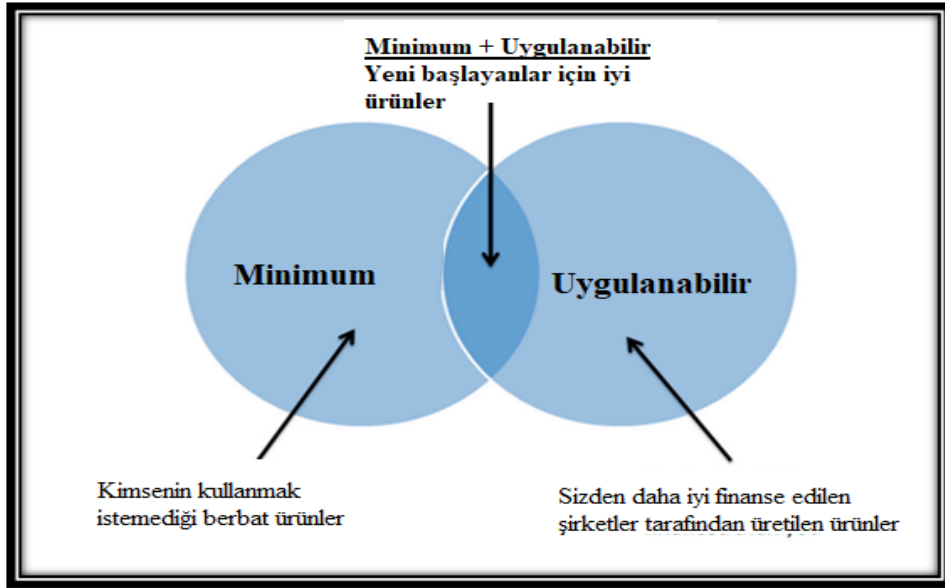 Minimum + Uygulanabilir
Yeni başlayanlar için iyi
ürünler
Minimum
Uygulanabilir
Kimsenin kullanmak
istemediği berbat ürünler
Sizden daha iyi finanse edilen
şirketler tarafından üretilen ürünler